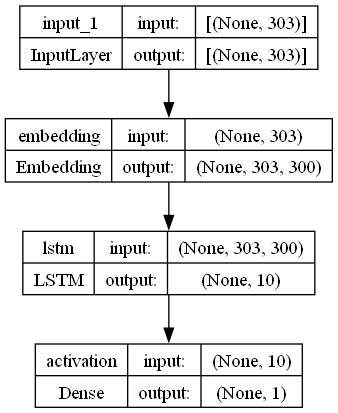 input_1 input: [(None, 303)]
InputLayer output: [(None, 303)]
embedding input: (None, 303)
Embedding output: (None, 303, 300)
lstm input: (None, 303, 300)
LSTM output: (None, 10)
activation input: (None, 10)
Dense output: (None, 1)